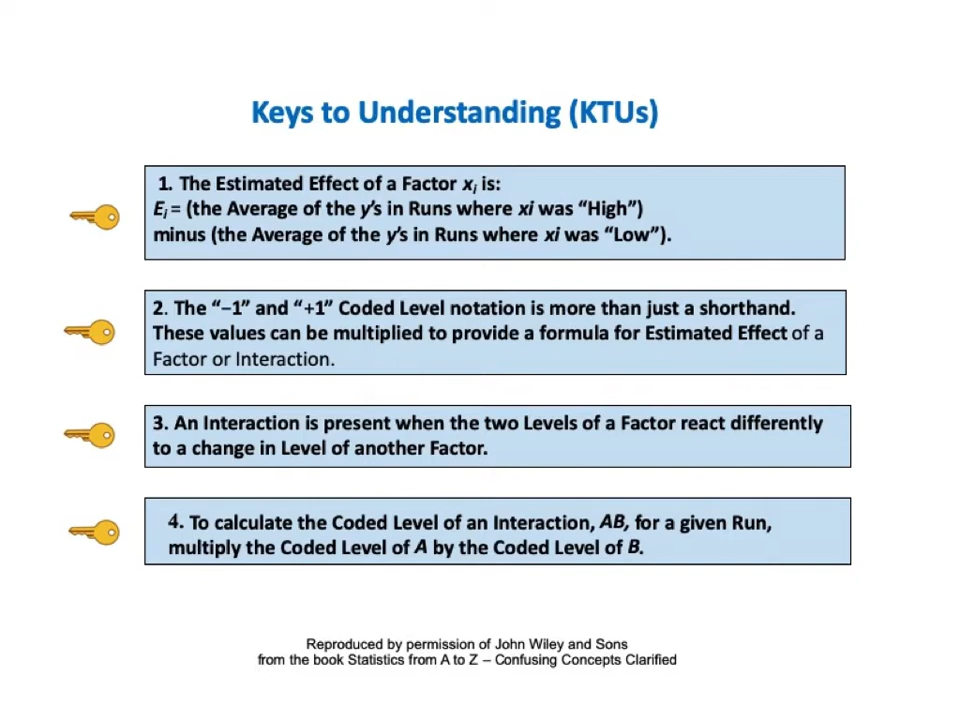 Keys to Understanding (KTUs)
1. The Estimated Effect of a Factor xᵢ is:
Eᵢ = (the Average of the y’s in Runs where xi was “High”)
minus (the Average of the y’s in Runs where xi was “Low”).
2. The “−1” and “+1” Coded Level notation is more than just a shorthand.
These values can be multiplied to provide a formula for Estimated Effect of a
Factor or Interaction.
3. An Interaction is present when the two Levels of a Factor react differently
to a change in Level of another Factor.
4. To calculate the Coded Level of an Interaction, AB, for a given Run,
multiply the Coded Level of A by the Coded Level of B.
Reproduced by permission of John Wiley and Sons
from the book Statistics from A to Z – Confusing Concepts Clarified